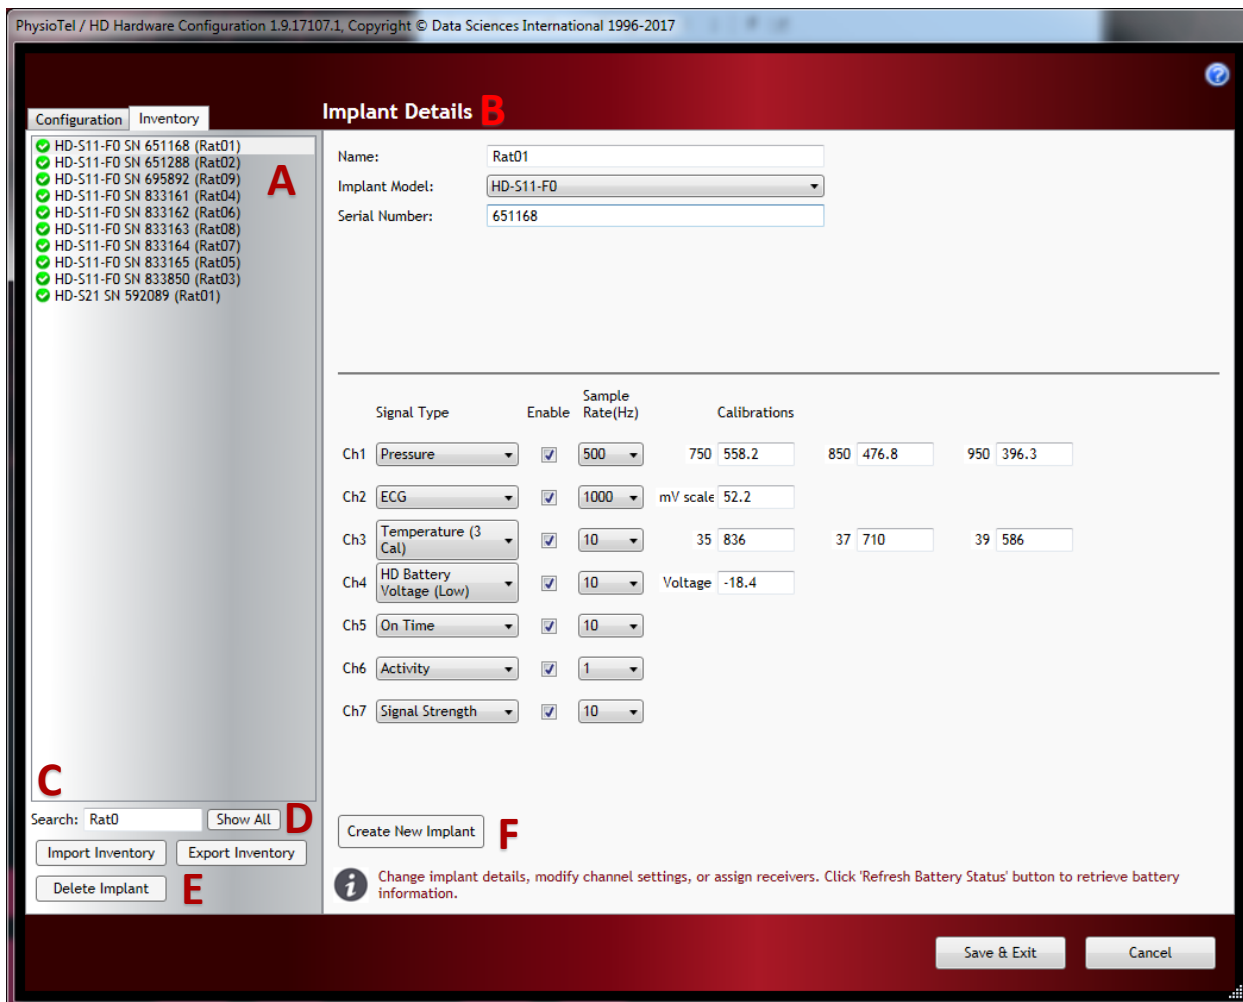 PhysioTel / HD Hardware Configuration 1.9.17107.1, Copyright © Data Sciences International 1996-2017
Configuration Inventory
Implant Details B
HD-S11-F0 SN 651168 (Rat01)
HD-S11-F0 SN 651288 (Rat02)
HD-S11-F0 SN 695892 (Rat09)
HD-S11-F0 SN 833161 (Rat04)
HD-S11-F0 SN 833162 (Rat06)
HD-S11-F0 SN 833163 (Rat08)
HD-S11-F0 SN 833164 (Rat07)
HD-S11-F0 SN 833165 (Rat05)
HD-S11-F0 SN 833850 (Rat03)
HD-S21 SN 592089 (Rat01)
A
C
Search: Rat0 Show All D
Import Inventory Export Inventory
Delete Implant E
Name: Rat01
Implant Model: HD-S11-F0
Serial Number: 651168
Signal Type Enable Sample Rate(Hz) Calibrations
Ch1 Pressure 500 750 558.2 850 476.8 950 396.3
Ch2 ECG 1000 mV scale 52.2
Ch3 Temperature (3 Cal) 10 35 836 37 710 39 586
Ch4 HD Battery Voltage (Low) 10 Voltage -18.4
Ch5 On Time 10
Ch6 Activity 1
Ch7 Signal Strength 10
Create New Implant F
i
Change implant details, modify channel settings, or assign receivers. Click 'Refresh Battery Status' button to retrieve battery
information.
Save & Exit Cancel
?